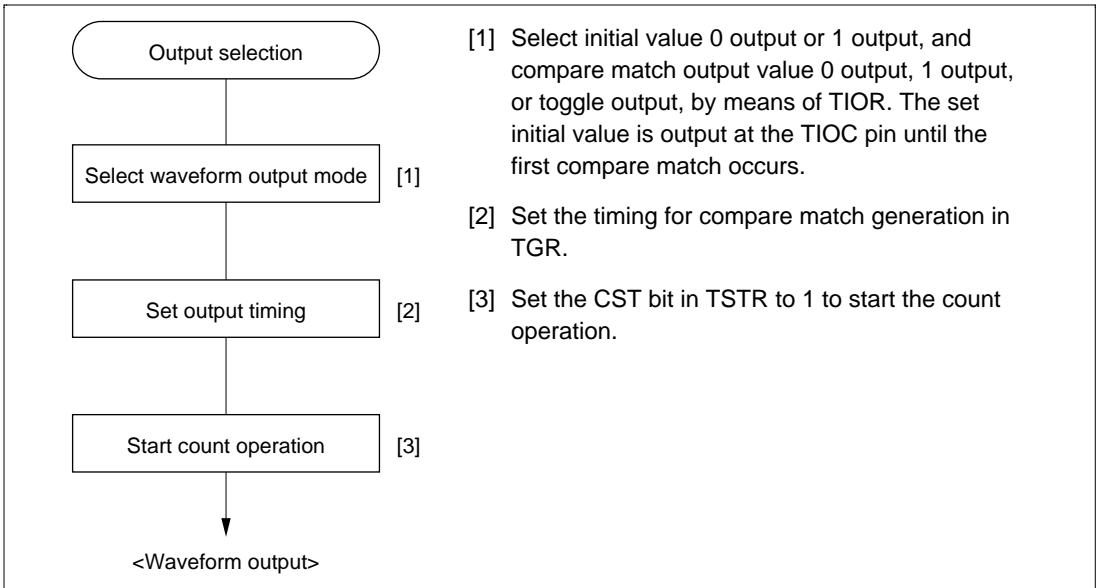 Output selection
Select waveform output mode [1]
Set output timing [2]
Start count operation [3]
<Waveform output>
[1] Select initial value 0 output or 1 output, and
compare match output value 0 output, 1 output,
or toggle output, by means of TIOR. The set
initial value is output at the TIOC pin until the
first compare match occurs.
[2] Set the timing for compare match generation in
TGR.
[3] Set the CST bit in TSTR to 1 to start the count
operation.